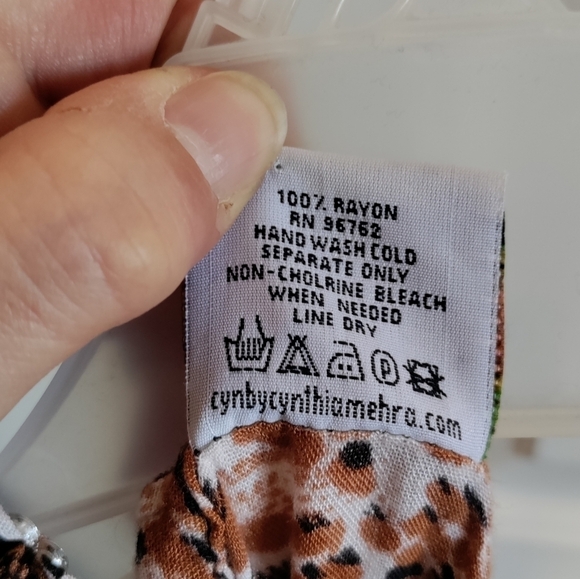 100% RAYON
RN 96762
HAND WASH COLD
SEPARATE ONLY
NON-CHOLRINE BLEACH
WHEN NEEDED
LINE DRY
P
cynbycynthiamehra.com